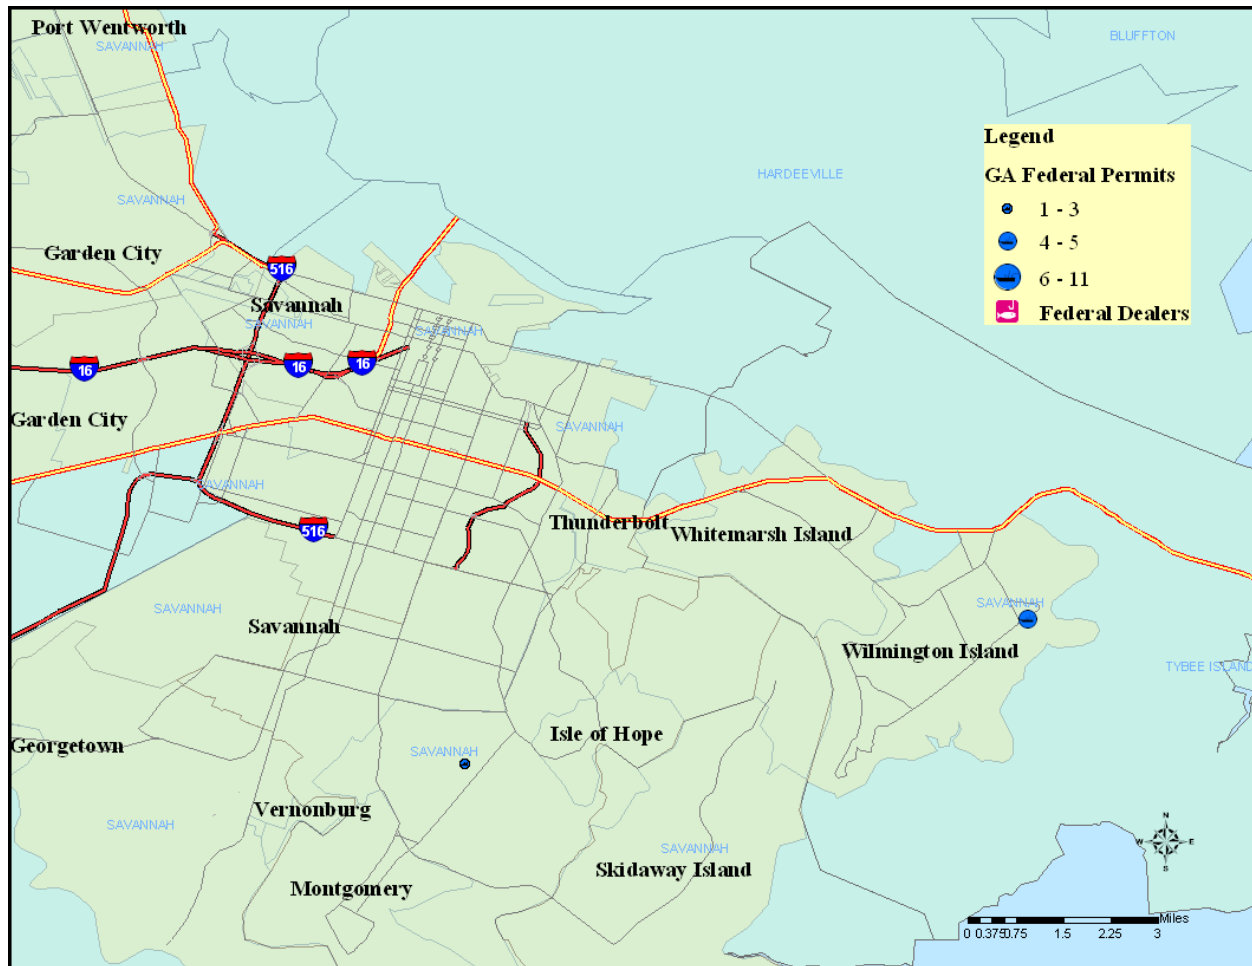 Port Wentworth
SAVANNAH
BLUFFTON
Legend
GA Federal Permits
1 - 3
4 - 5
6 - 11
Federal Dealers
HARDEEVILLE
SAVANNAH
Garden City
516
Savannah
SAVANNAH
SAVANNAH
16
16
16
Garden City
SAVANNAH
SAVANNAH
516
Thunderbolt
Whitemarsh Island
SAVANNAH
SAVANNAH
Savannah
Wilmington Island
TYBEE ISLAND
Georgetown
Isle of Hope
SAVANNAH
Vernonburg
SAVANNAH
N
W
E
S
SAVANNAH
Skidaway Island
Montgomery
Miles
0 0.375 0.75 1.5 2.25 3